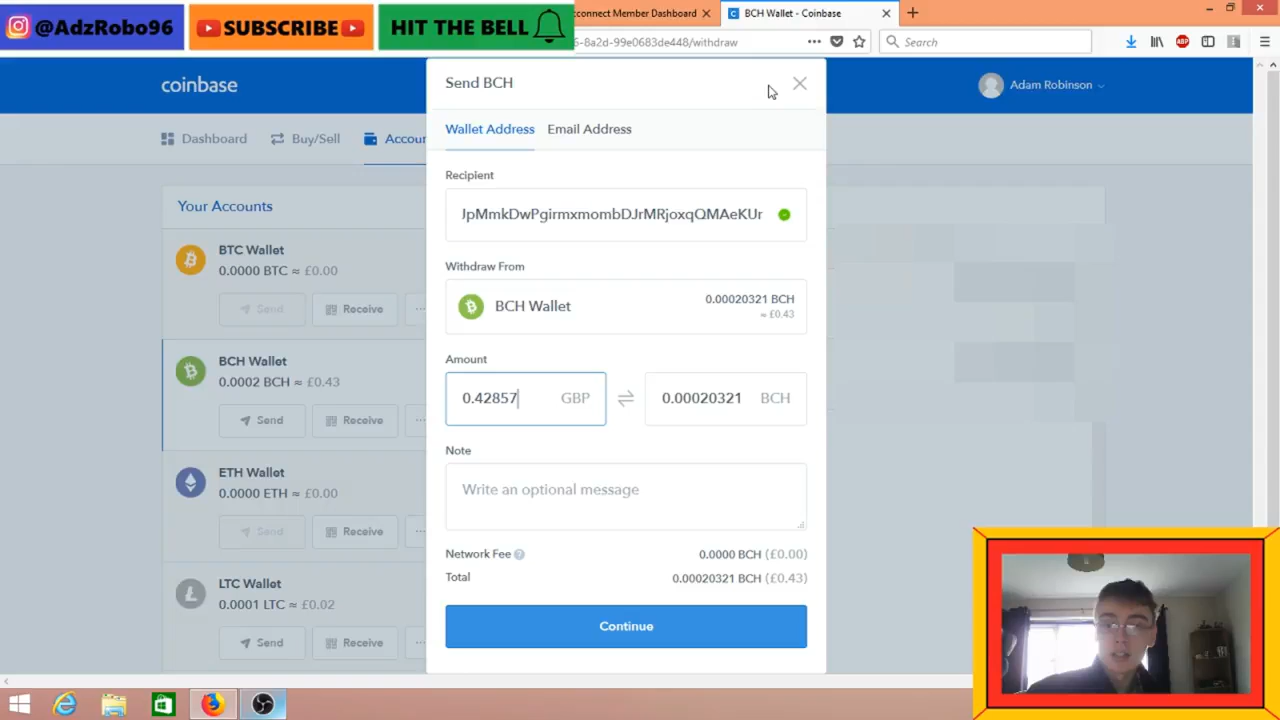 @AdzRobo96
SUBSCRIBE
HIT THE BELL
connect Member Dashboard
BCH Wallet - Coinbase
6-8a2d-99e0683de448/withdraw
Search
ABP
coinbase
Adam Robinson
Dashboard
Buy/Sell
Accou
Send BCH
Wallet Address
Email Address
Recipient
JpMmkDwPgirmxmombDJrMRjoxqQMAeKUr
Withdraw From
BCH Wallet
0.00020321 BCH
≈ £0.43
Amount
0.42857 GBP
0.00020321 BCH
Note
Write an optional message
Network Fee ?
0.0000 BCH (£0.00)
Total
0.00020321 BCH (£0.43)
Continue
Your Accounts
BTC Wallet
0.0000 BTC ≈ £0.00
Send
Receive
BCH Wallet
0.0002 BCH ≈ £0.43
Send
Receive
ETH Wallet
0.0000 ETH ≈ £0.00
Send
Receive
LTC Wallet
0.0001 LTC ≈ £0.02
Send
Receive